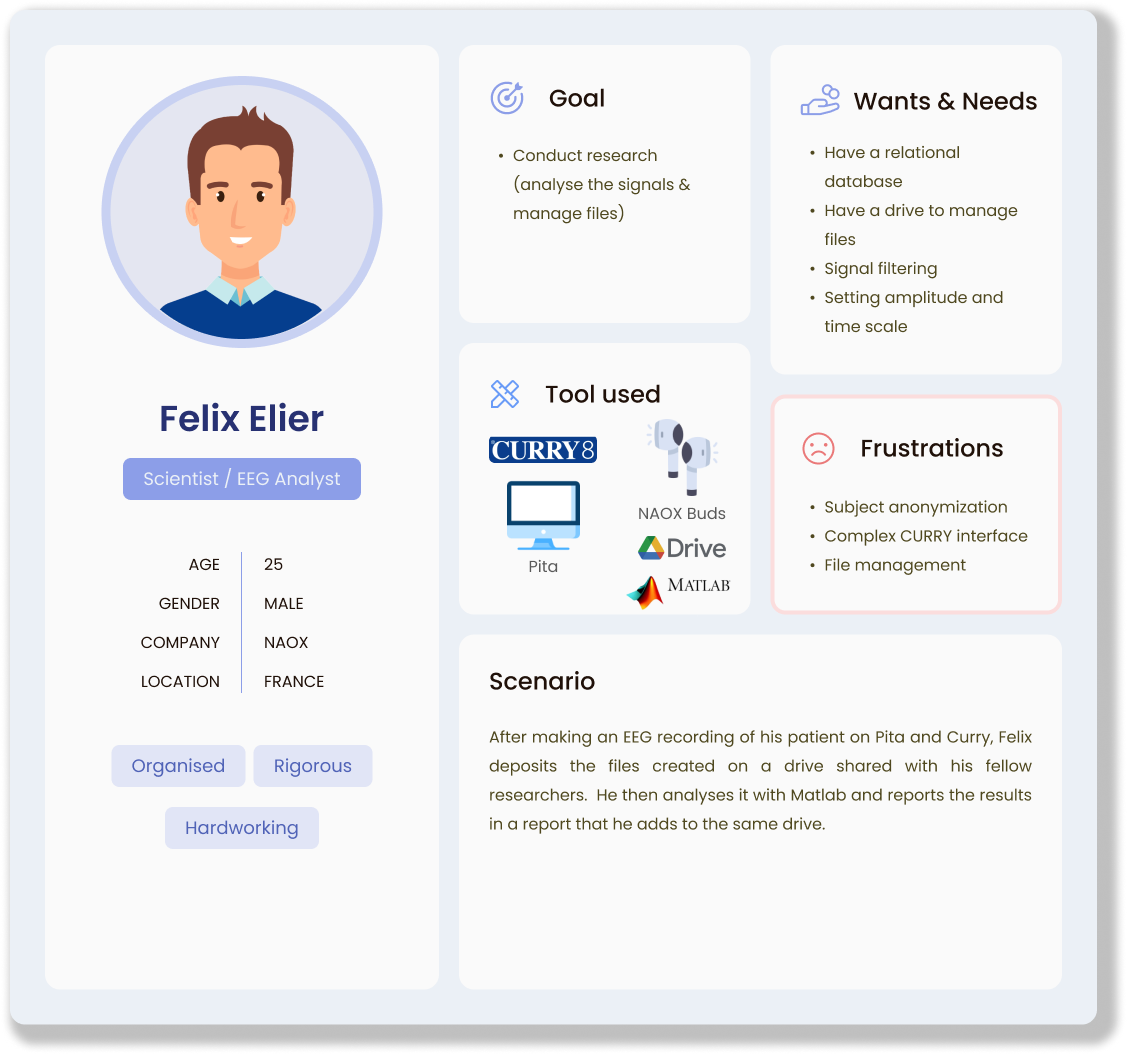 Felix Elier
Scientist / EEG Analyst
AGE 25
GENDER MALE
COMPANY NAOX
LOCATION FRANCE
Organised Rigorous
Hardworking
Goal
• Conduct research
(analyse the signals &
manage files)
Wants & Needs
• Have a relational
database
• Have a drive to manage
files
• Signal filtering
• Setting amplitude and
time scale
Tool used
CURRY 8
Pita
NAOX Buds
Drive
MATLAB
Frustrations
• Subject anonymization
• Complex CURRY interface
• File management
Scenario
After making an EEG recording of his patient on Pita and Curry, Felix
deposits the files created on a drive shared with his fellow
researchers. He then analyses it with Matlab and reports the results
in a report that he adds to the same drive.